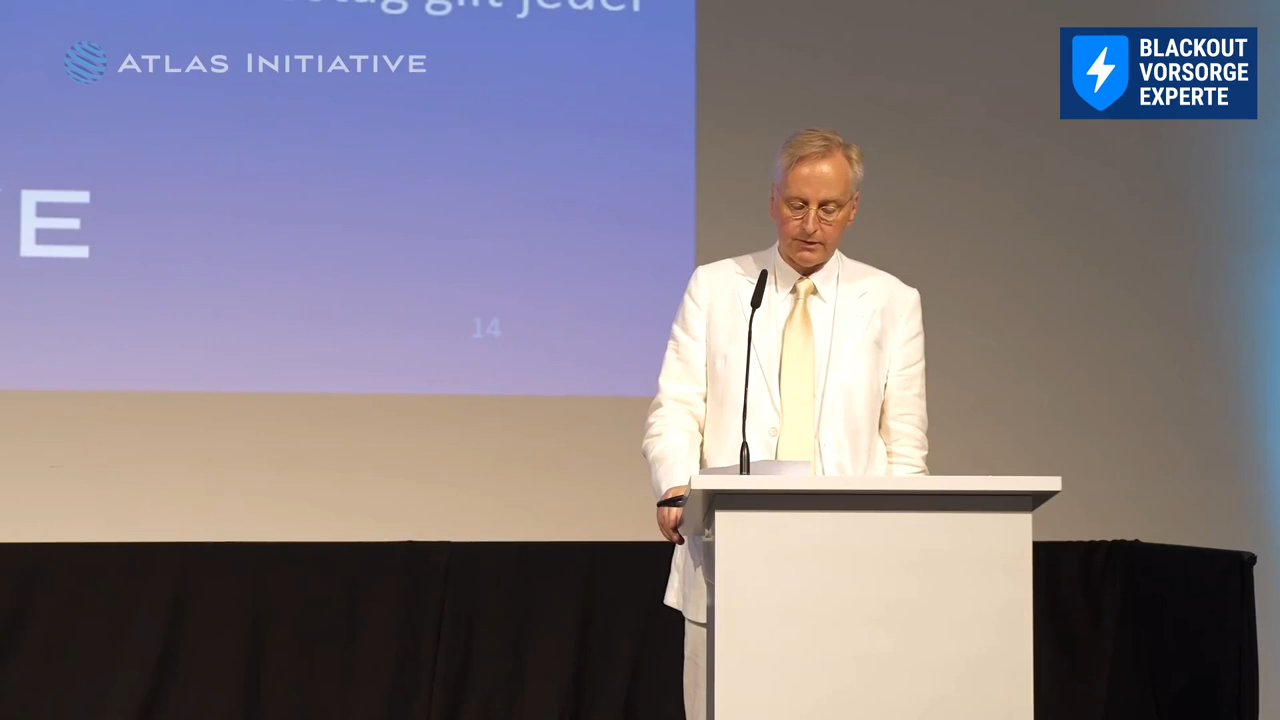 gilt jeder
ATLAS INITIATIVE
BLACKOUT
VORSORGE
EXPERTE
E
14